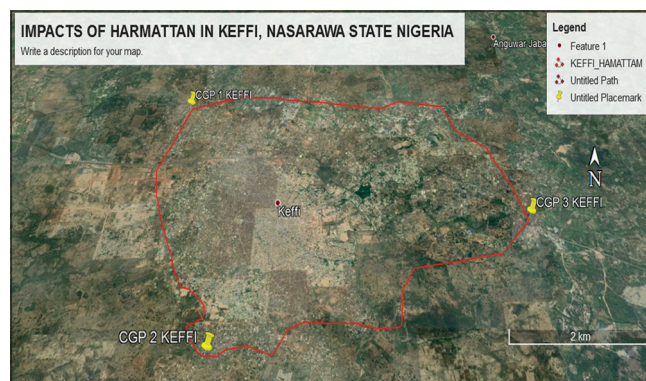 IMPACTS OF HARMATTAN IN KEFFI, NASARAWA STATE NIGERIA
Write a description for your map.
Legend
Feature 1
KEFFI_HAMATTAM
Untitled Path
Untitled Placemark
Anguwar Jaba
CGP 1 KEFFI
N
CGP 3 KEFFI
Keffi
CGP 2 KEFFI
2 km